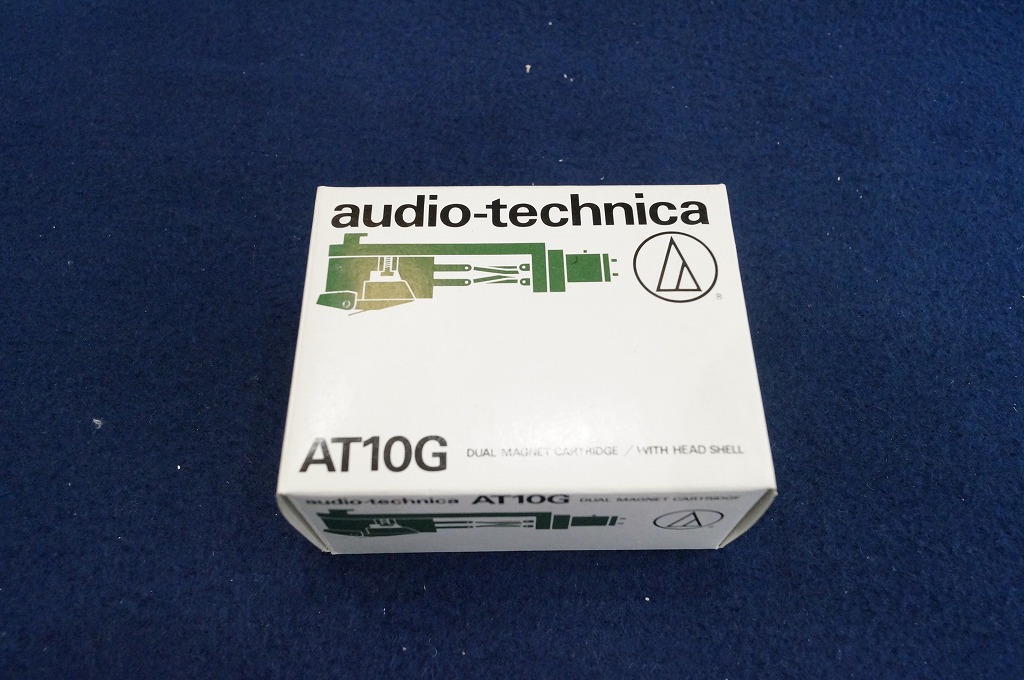 audio-technica
®
AT10G DUAL MAGNET CARTRIDGE / WITH HEAD SHELL
audio-technica AT10G DUAL MAGNET CARTRIDGE